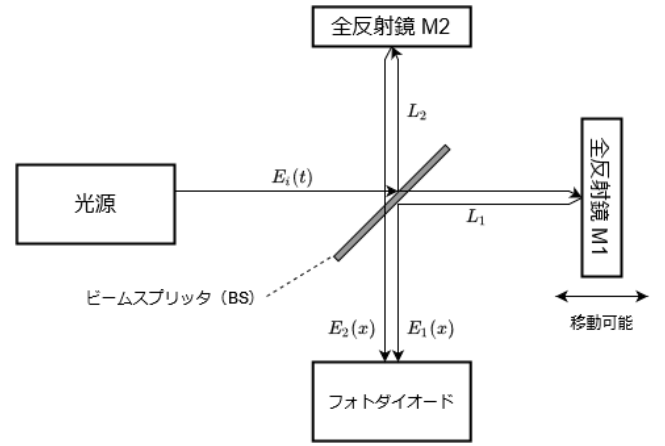 全反射鏡 M2
L₂
全反射鏡 M1
E_i(t)
光源
L₁
ビームスプリッタ（BS）
E₂(x)
E₁(x)
移動可能
フォトダイオード